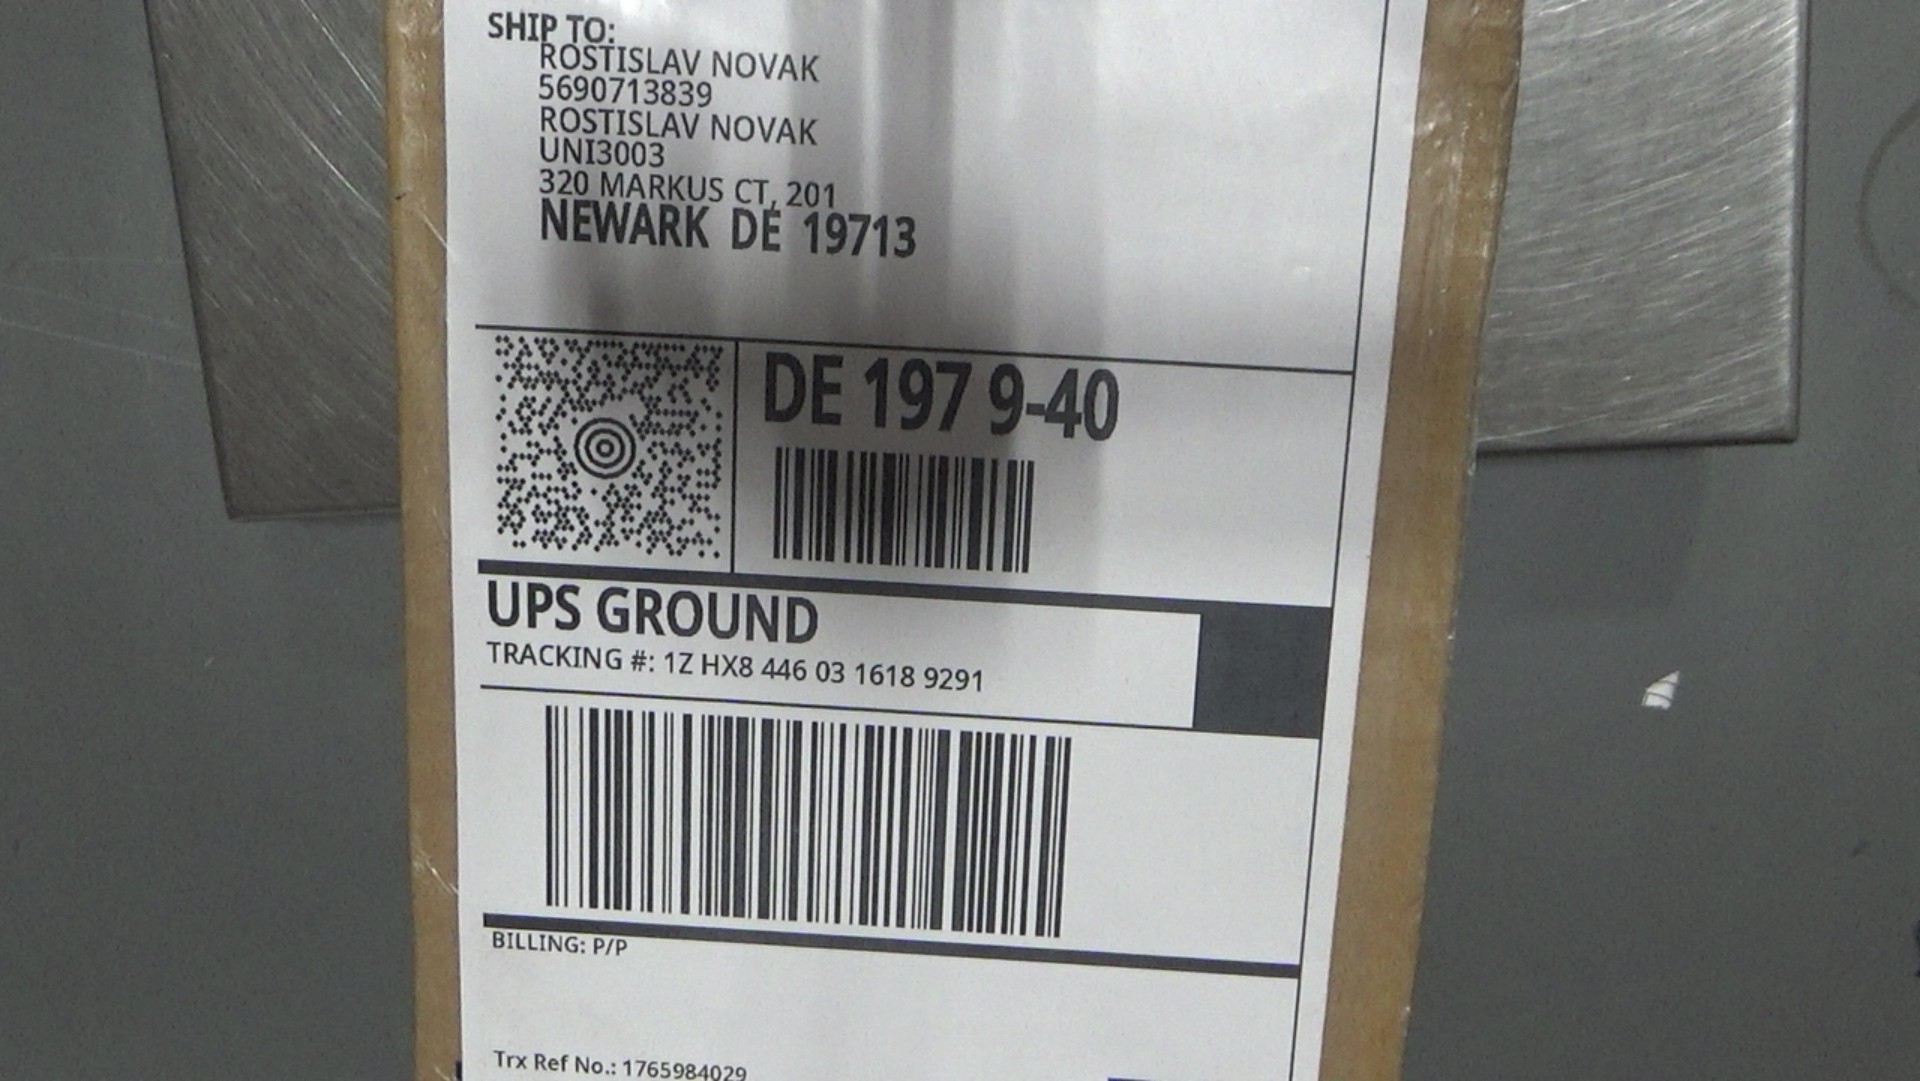 SHIP TO:
ROSTISLAV NOVAK
5690713839
ROSTISLAV NOVAK
UNI3003
320 MARKUS CT, 201
NEWARK DE 19713
DE 197 9-40
UPS GROUND
TRACKING #: 1Z HX8 446 03 1618 9291
BILLING: P/P
Trx Ref No.: 1765984029